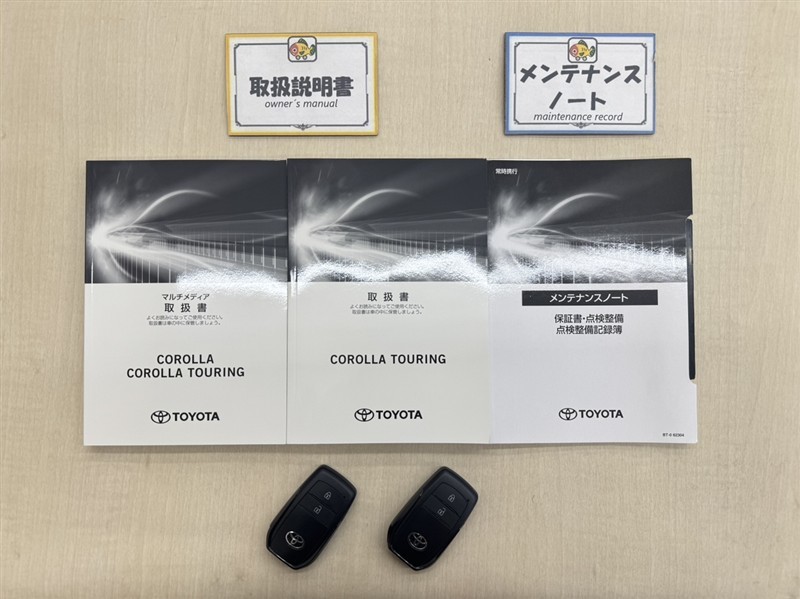 取扱説明書
owner's manual
メンテナンス
ノート
maintenance record
マルチメディア
取扱書
よくお読みになってご使用ください。
取扱書は車の中に保管しましょう。
COROLLA
COROLLA TOURING
TOYOTA
取扱書
よくお読みになってご使用ください。
取扱書は車の中に保管しましょう。
COROLLA TOURING
TOYOTA
常時携行
メンテナンスノート
保証書・点検整備
点検整備記録簿
TOYOTA